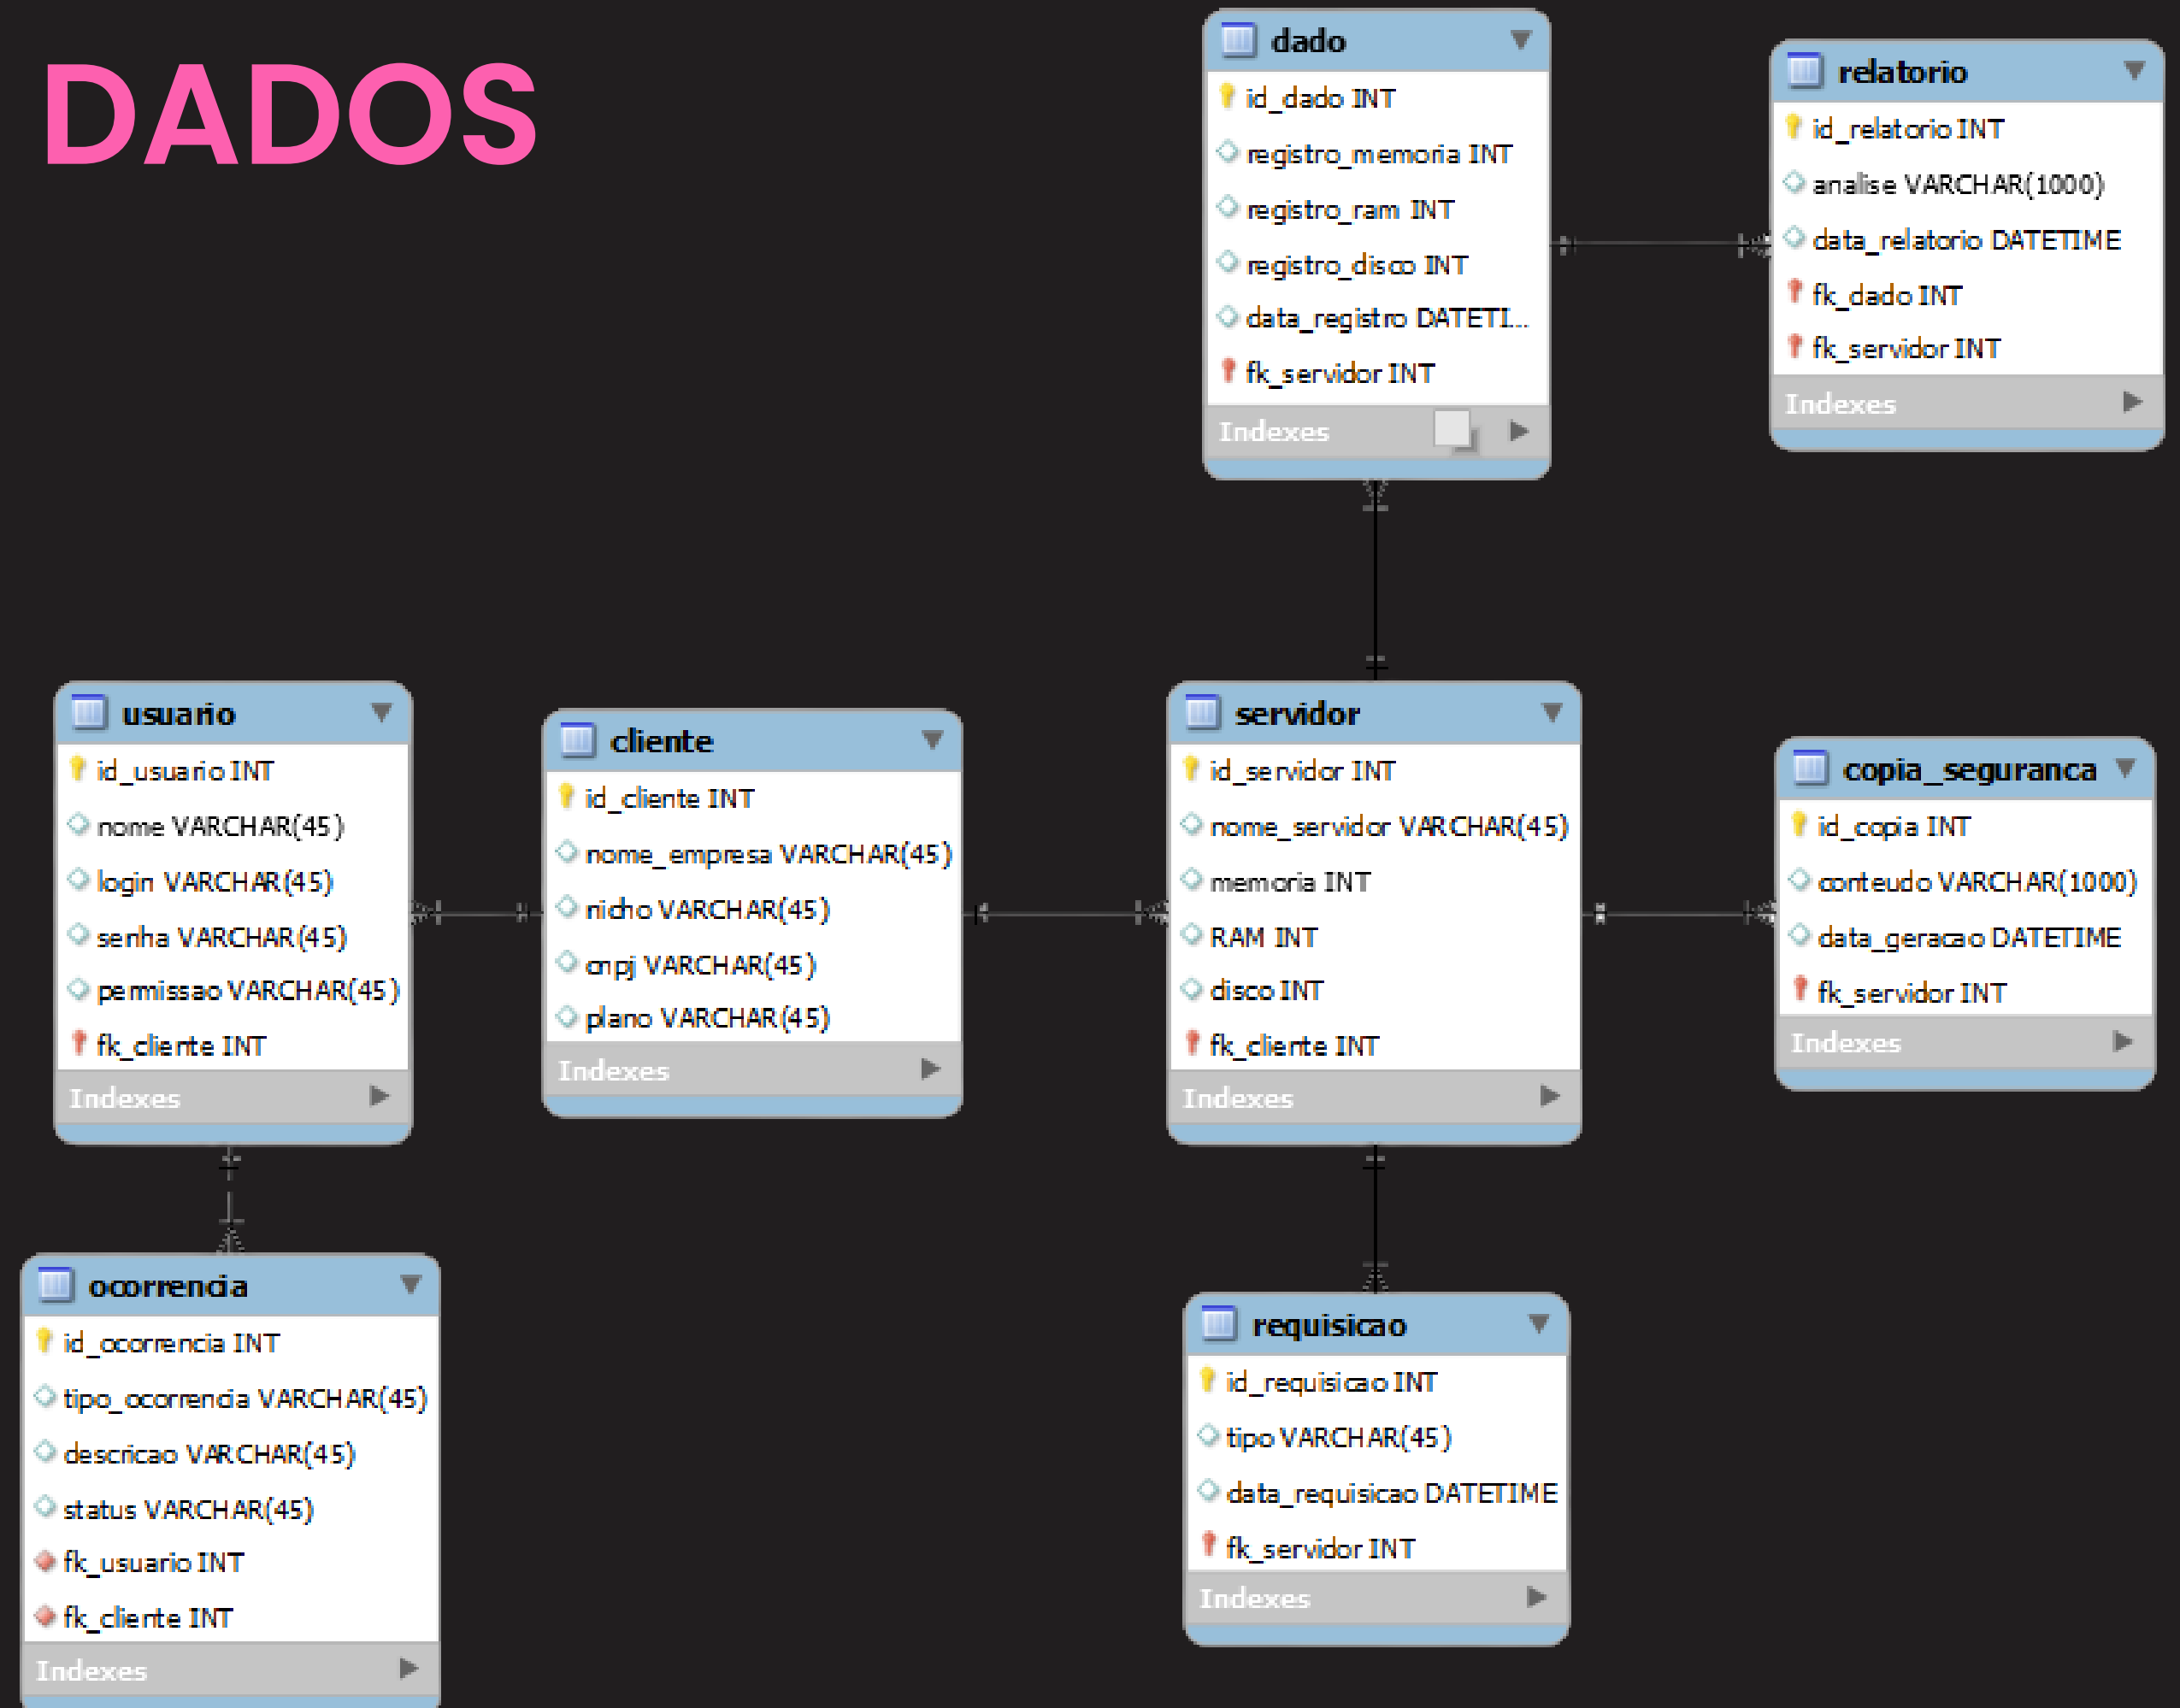 DADOS
dado
id_dado INT
registro_memoria INT
registro_ram INT
registro_disco INT
data_registro DATETI...
fk_servidor INT
Indexes
relatorio
id_relatorio INT
analise VARCHAR(1000)
data_relatorio DATETIME
fk_dado INT
fk_servidor INT
Indexes
usuario
id_usuario INT
nome VARCHAR(45)
login VARCHAR(45)
senha VARCHAR(45)
permissao VARCHAR(45)
fk_cliente INT
Indexes
cliente
id_cliente INT
nome_empresa VARCHAR(45)
nicho VARCHAR(45)
cnpj VARCHAR(45)
plano VARCHAR(45)
Indexes
servidor
id_servidor INT
nome_servidor VARCHAR(45)
memoria INT
RAM INT
disco INT
fk_cliente INT
Indexes
copia_seguranca
id_copia INT
conteudo VARCHAR(1000)
data_geracao DATETIME
fk_servidor INT
Indexes
ocorrencia
id_ocorrencia INT
tipo_ocorrencia VARCHAR(45)
descricao VARCHAR(45)
status VARCHAR(45)
fk_usuario INT
fk_cliente INT
Indexes
requisicao
id_requisicao INT
tipo VARCHAR(45)
data_requisicao DATETIME
fk_servidor INT
Indexes